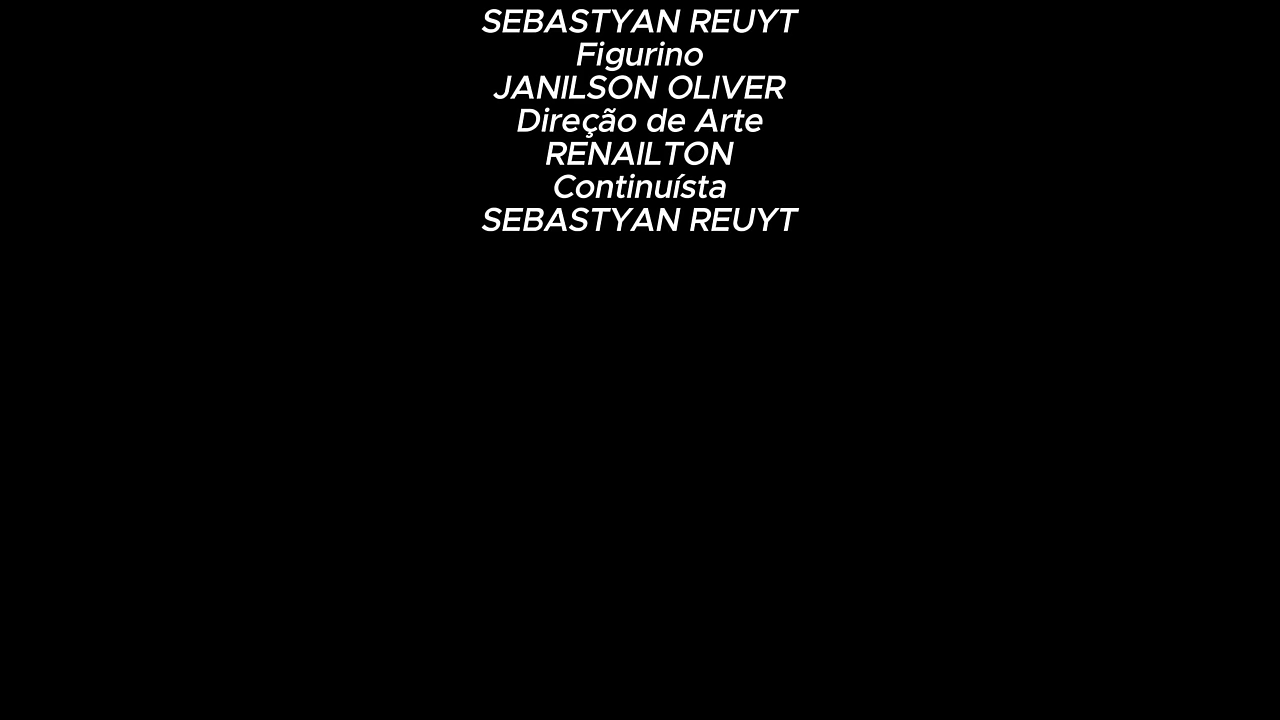 SEBASTYAN REUYT
Figurino
JANILSON OLIVER
Direção de Arte
RENAILTON
Continuísta
SEBASTYAN REUYT